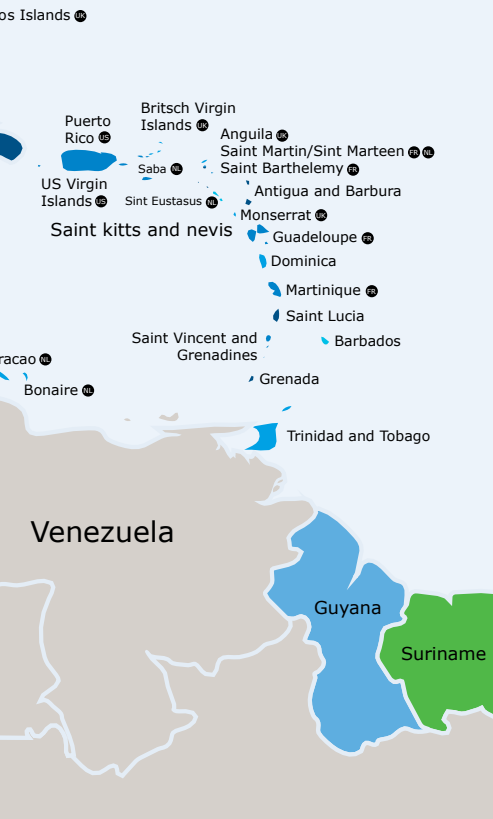 os Islands UK
Britsch Virgin
Islands UK
Puerto
Rico US
Anguila UK
Saint Martin/Sint Marteen FR NL
Saba NL
Saint Barthelemy FR
US Virgin
Islands US
Antigua and Barbura
Sint Eustasus NL
Monserrat UK
Saint kitts and nevis
Guadeloupe FR
Dominica
Martinique FR
Saint Lucia
Saint Vincent and
Grenadines
Barbados
racao NL
Grenada
Bonaire NL
Trinidad and Tobago
Venezuela
Guyana
Suriname